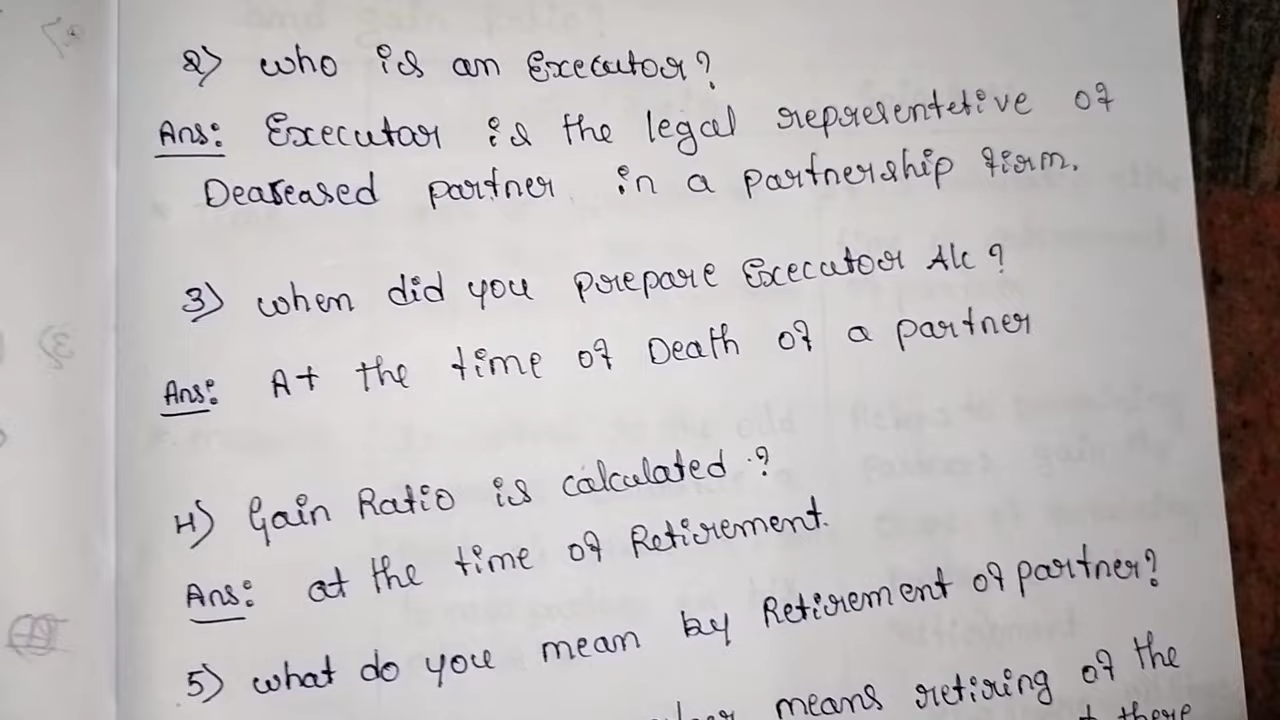 2) who is an Executor?
Ans: Executar is the legal representetive of
Deaseased partner in a partnership firm.
3) when did you prepare Executor A/c ?
Ans: At the time of Death of a partner
4) Gain Ratio is calculated ?
Ans: at the time of Retirement.
5) what do you mean by Retirement of partner?
means retiring of the
there